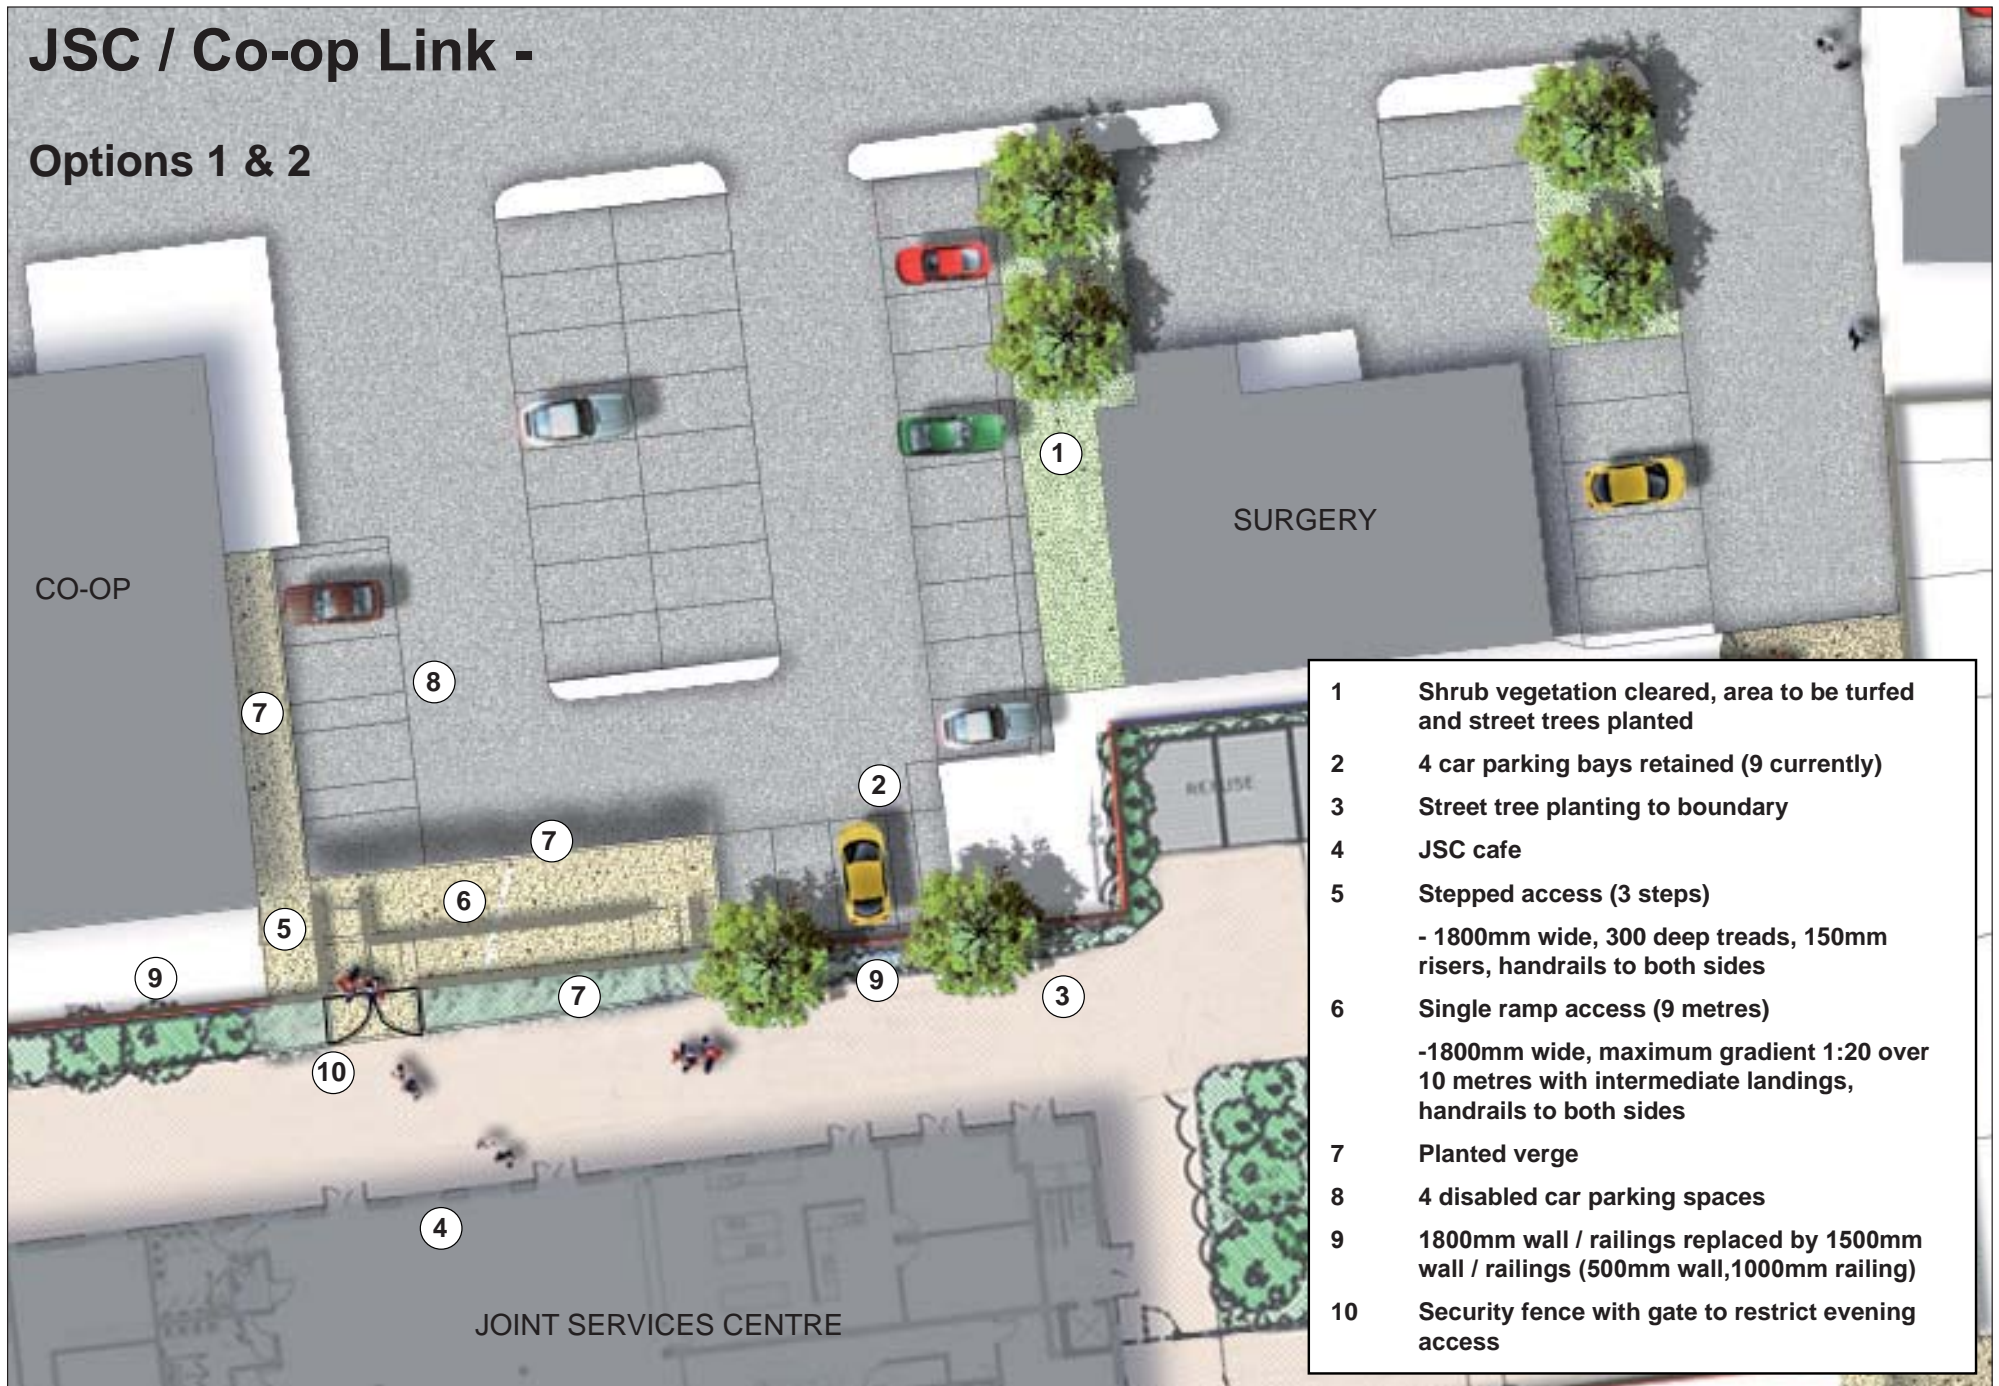 JSC / Co-op Link -
Options 1 & 2
1
SURGERY
CO-OP
8
7
2
REFUSE
7
6
5
9
9
7
3
10
4
JOINT SERVICES CENTRE
1 Shrub vegetation cleared, area to be turfed
and street trees planted
2 4 car parking bays retained (9 currently)
3 Street tree planting to boundary
4 JSC cafe
5 Stepped access (3 steps)
- 1800mm wide, 300 deep treads, 150mm
risers, handrails to both sides
6 Single ramp access (9 metres)
-1800mm wide, maximum gradient 1:20 over
10 metres with intermediate landings,
handrails to both sides
7 Planted verge
8 4 disabled car parking spaces
9 1800mm wall / railings replaced by 1500mm
wall / railings (500mm wall,1000mm railing)
10 Security fence with gate to restrict evening
access